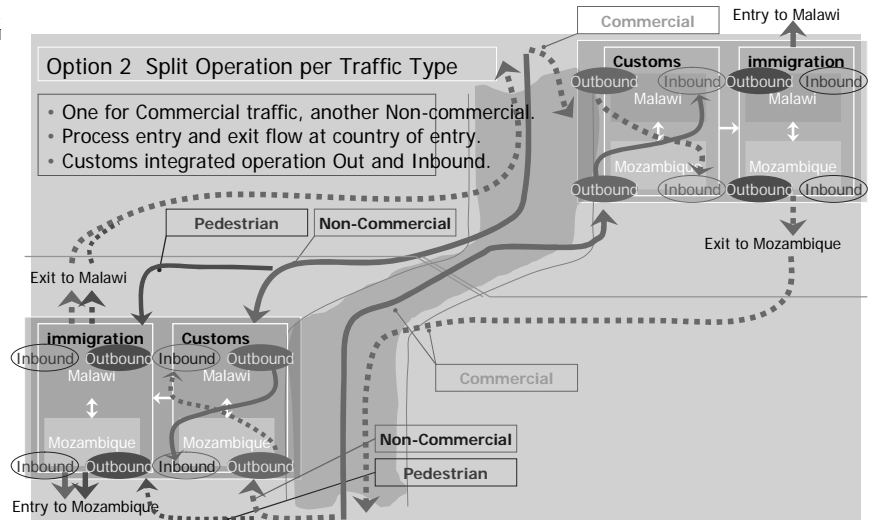 Commercial
Entry to Malawi
Option 2 Split Operation per Traffic Type
Customs
immigration
Outbound
Inbound
Outbound
Inbound
Malawi
Malawi
• One for Commercial traffic, another Non-commercial.
• Process entry and exit flow at country of entry.
• Customs integrated operation Out and Inbound.
Mozambique
Mozambique
Outbound
Inbound
Outbound
Inbound
Pedestrian
Non-Commercial
Exit to Mozambique
Exit to Malawi
immigration
Customs
Inbound
Outbound
Inbound
Outbound
Malawi
Malawi
Commercial
Mozambique
Mozambique
Non-Commercial
Inbound
Outbound
Inbound
Outbound
Pedestrian
Entry to Mozambique